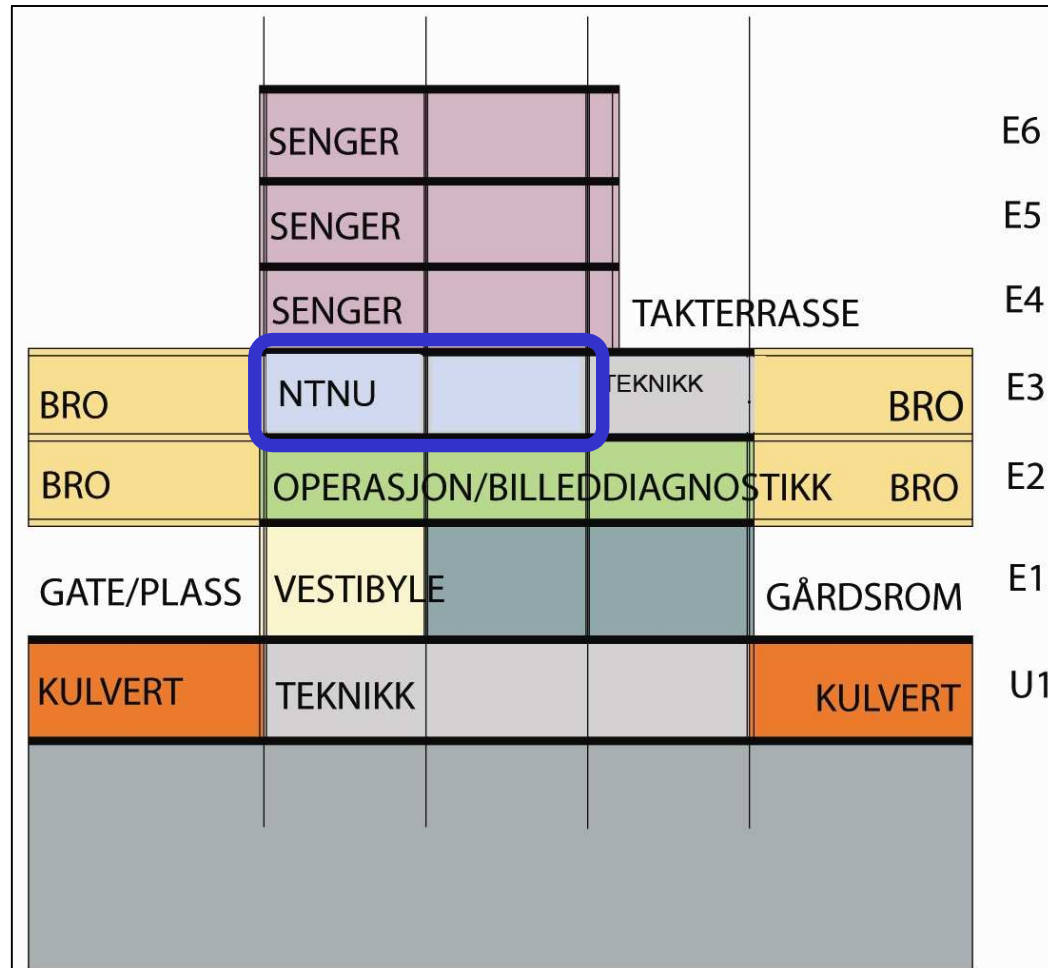 SENGER E6
SENGER E5
SENGER TAKTERRASSE E4
BRO NTNU TEKNIKK BRO E3
BRO OPERASJON/BILLEDDIAGNOSTIKK BRO E2
GATE/PLASS VESTIBYLE GÅRDSROM E1
KULVERT TEKNIKK KULVERT U1